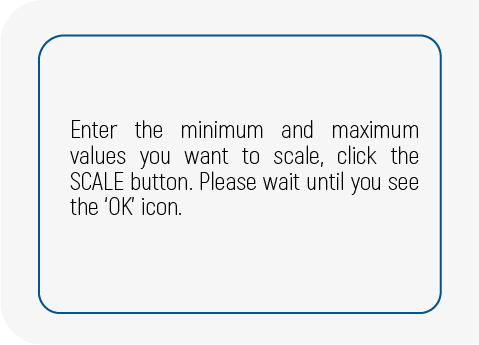 Enter the minimum and maximum
values you want to scale, click the
SCALE button. Please wait until you see
the ‘OK’ icon.